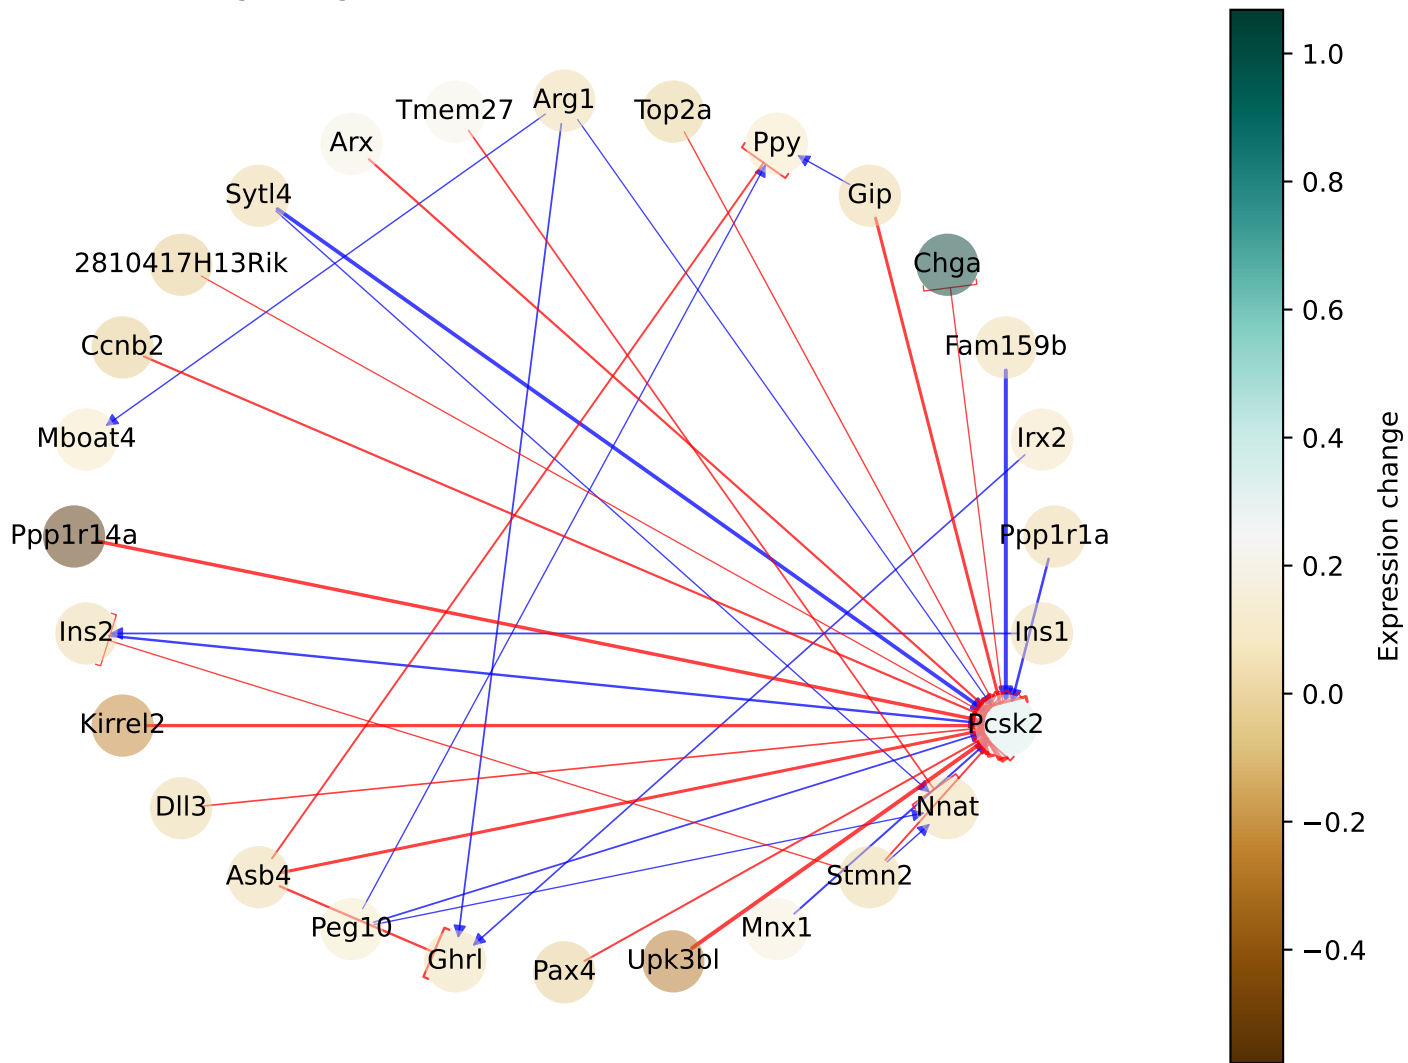 Arg1
Tmem27
Top2a
Arx
Ppy
Sytl4
Gip
2810417H13Rik
Chga
Ccnb2
Fam159b
Mboat4
Irx2
Ppp1r14a
Ppp1r1a
Ins2
Ins1
Kirrel2
Pcsk2
Dll3
Nnat
Asb4
Stmn2
Peg10
Mnx1
Ghrl
Upk3bl
Pax4
1.0
0.8
0.6
0.4
0.2
0.0
−0.2
−0.4
Expression change